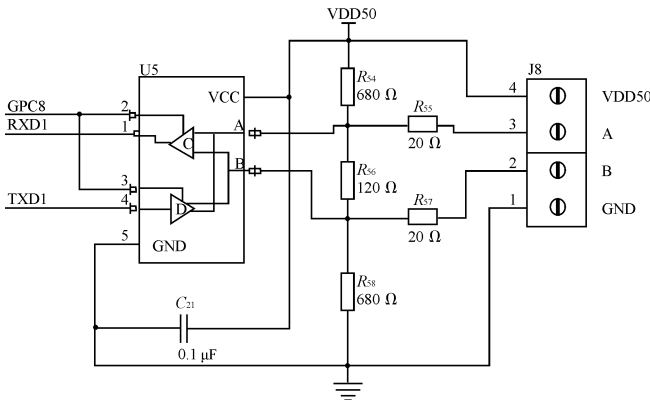 VDD50
U5
J8
VCC
R54
680 Ω
4
VDD50
GPC8
2
R55
RXD1
1
C
A
20 Ω
3
A
B
R56
120 Ω
2
B
3
R57
TXD1
4
D
20 Ω
1
GND
5
GND
R58
680 Ω
C21
0.1 μF